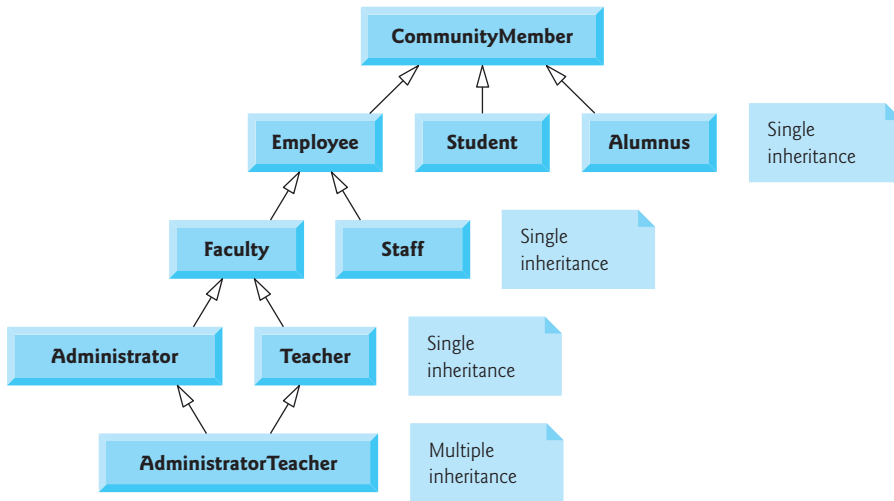 CommunityMember
Employee
Student
Alumnus
Single
inheritance
Faculty
Staff
Single
inheritance
Administrator
Teacher
Single
inheritance
AdministratorTeacher
Multiple
inheritance